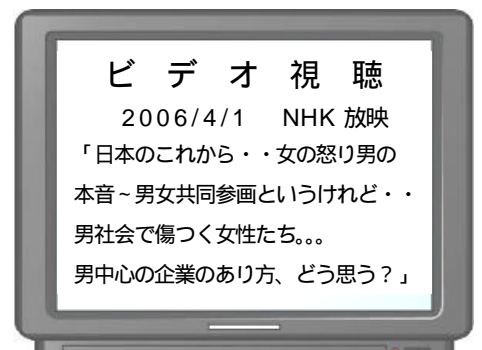 ビデオ視聴
2006/4/1 NHK 放映
「日本のこれから・・女の怒り男の
本音~男女共同参画というけれど・・
男社会で傷つく女性たち｡｡｡
男中心の企業のあり方、どう思う?」